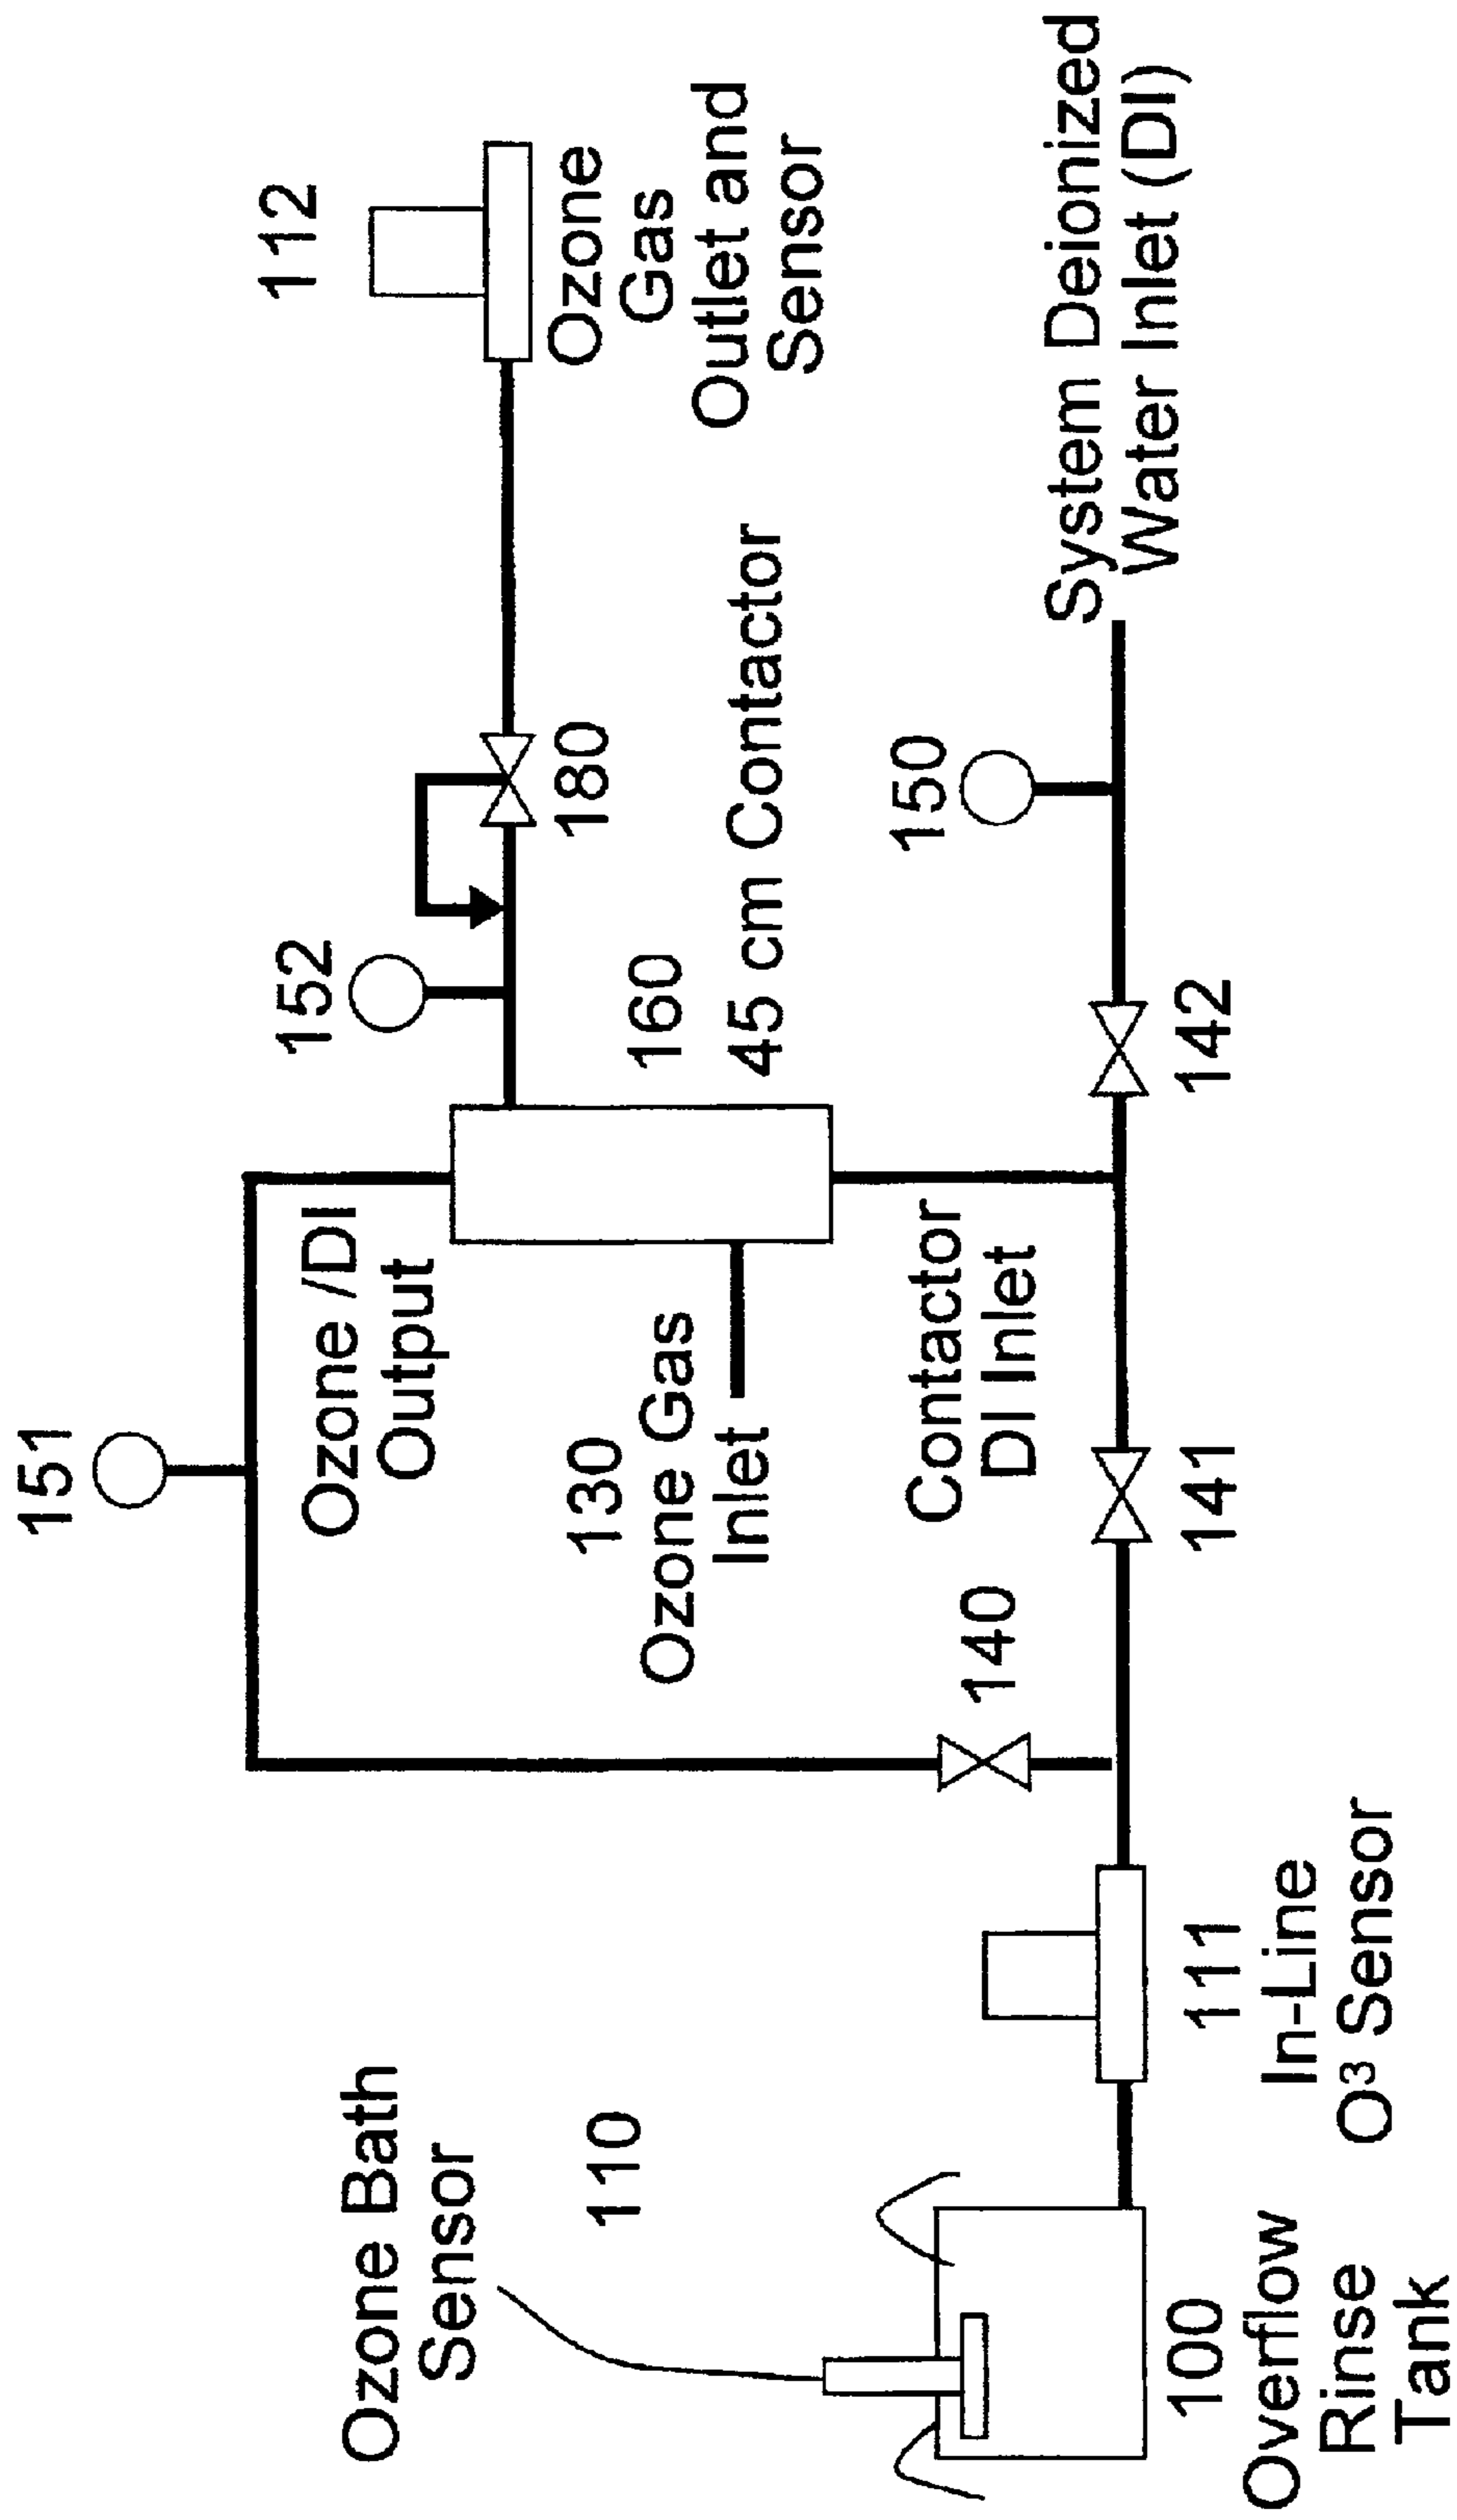 151
152
112
Ozone /DI
Output
Ozone
Gas
Outlet and
Sensor
Ozone Bath
Sensor
110
130
Ozone Gas
Inlet
160
45 cm Contactor
180
140
Contactor
DI Inlet
150
System Deionized
Water Inlet (DI)
100
Overflow
Rinse
Tank
111
In-Line
O³ Sensor
141
142